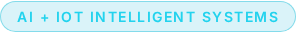 AI + IOT INTELLIGENT SYSTEMS